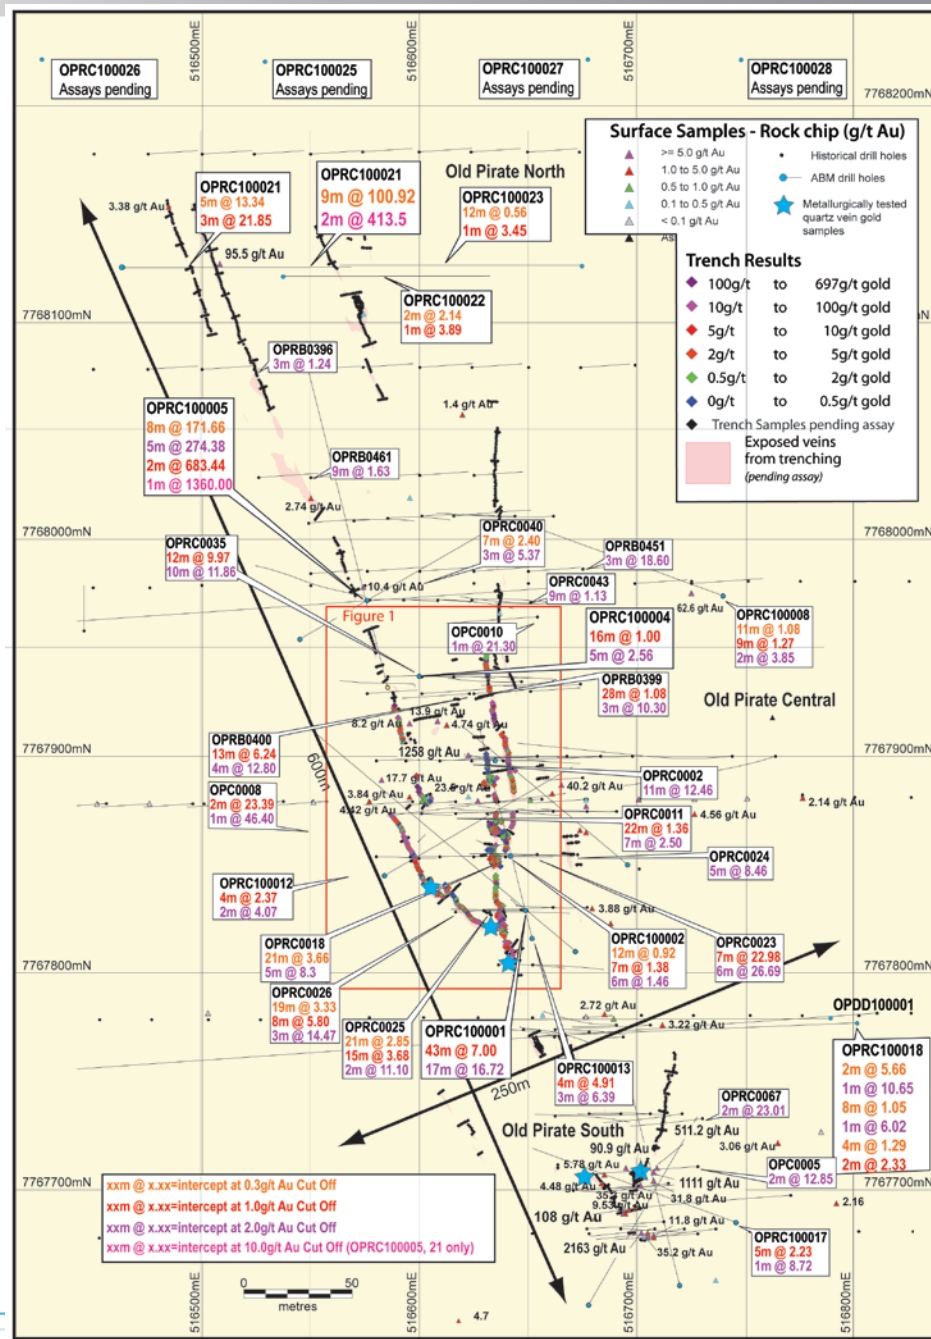 516500mE
516600mE
516700mE
OPRC100026
Assays pending
OPRC100025
Assays pending
OPRC100027
Assays pending
OPRC100028
Assays pending
7768200mN
Surface Samples - Rock chip (g/t Au)
>= 5.0 g/t Au
1.0 to 5.0 g/t Au
0.5 to 1.0 g/t Au
0.1 to 0.5 g/t Au
< 0.1 g/t Au
Historical drill holes
ABM drill holes
Metallurgically tested
quartz vein gold
samples
Trench Results
100g/t to 697g/t gold
10g/t to 100g/t gold
5g/t to 10g/t gold
2g/t to 5g/t gold
0.5g/t to 2g/t gold
0g/t to 0.5g/t gold
Trench Samples pending assay
Exposed veins
from trenching
(pending assay)
Old Pirate North
OPRC100021
5m @ 13.34
3m @ 21.85
OPRC100021
9m @ 100.92
2m @ 413.5
OPRC100023
12m @ 0.56
1m @ 3.45
3.38 g/t Au
95.5 g/t Au
OPRC100022
2m @ 2.14
1m @ 3.89
7768100mN
OPRB0396
3m @ 1.24
OPRC100005
8m @ 171.66
5m @ 274.38
2m @ 683.44
1m @ 1360.00
1.4 g/t Au
OPRB0461
9m @ 1.63
2.74 g/t Au
7768000mN
7768000mN
OPRC0035
12m @ 9.97
10m @ 11.86
OPRC0040
7m @ 2.40
3m @ 5.37
OPRB0451
3m @ 18.60
10.4 g/t Au
OPRC0043
9m @ 1.13
62.6 g/t Au
Figure 1
OPC0010
1m @ 21.30
OPRC100004
16m @ 1.00
5m @ 2.56
OPRC100008
11m @ 1.08
9m @ 1.27
2m @ 3.85
OPRB0399
28m @ 1.08
3m @ 10.30
Old Pirate Central
13.9 g/t Au
8.2 g/t Au
4.74 g/t Au
OPRB0400
13m @ 6.24
4m @ 12.80
1258 g/t Au
7767900mN
7767900mN
600m
OPC0008
2m @ 23.39
1m @ 46.40
17.7 g/t Au
40.2 g/t Au
OPRC0002
11m @ 12.46
3.84 g/t Au
4.42 g/t Au
2.14 g/t Au
4.56 g/t Au
OPRC0011
22m @ 1.36
7m @ 2.50
OPRC0024
5m @ 8.46
OPRC100012
4m @ 2.37
2m @ 4.07
3.88 g/t Au
OPRC0018
21m @ 3.66
5m @ 8.3
OPRC100002
12m @ 0.92
7m @ 1.38
6m @ 1.46
OPRC0023
7m @ 22.98
6m @ 26.69
7767800mN
7767800mN
OPRC0026
19m @ 3.33
8m @ 5.80
3m @ 14.47
2.72 g/t Au
3.22 g/t Au
OPDD100001
OPRC0025
21m @ 2.85
15m @ 3.68
2m @ 11.10
OPRC100001
43m @ 7.00
17m @ 16.72
OPRC100013
4m @ 4.91
3m @ 6.39
OPRC100018
2m @ 5.66
1m @ 10.65
8m @ 1.05
1m @ 6.02
4m @ 1.29
2m @ 2.33
250m
OPRC0067
2m @ 23.01
Old Pirate South
511.2 g/t Au
90.9 g/t Au
3.06 g/t Au
5.78 g/t Au
OPC0005
2m @ 12.85
4.48 g/t Au
1111 g/t Au
7767700mN
7767700mN
31.8 g/t Au
2.16
108 g/t Au
11.8 g/t Au
2163 g/t Au
35.2 g/t Au
OPRC100017
5m @ 2.23
1m @ 8.72
xxm @ x.xx=intercept at 0.3g/t Au Cut Off
xxm @ x.xx=intercept at 1.0g/t Au Cut Off
xxm @ x.xx=intercept at 2.0g/t Au Cut Off
xxm @ x.xx=intercept at 10.0g/t Au Cut Off (OPRC100005, 21 only)
0 50
metres
4.7
516500mE
516600mE
516700mE
516800mE